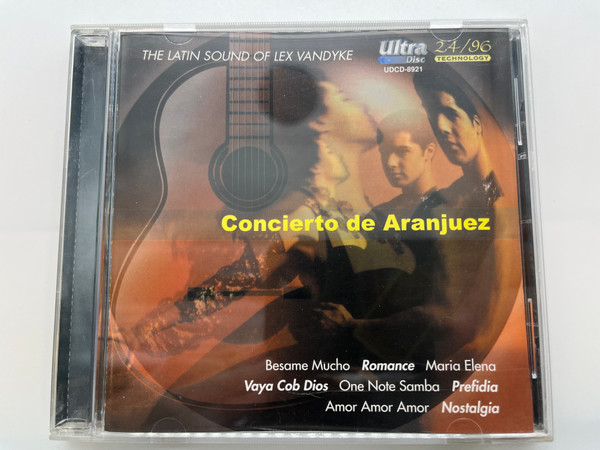 THE LATIN SOUND OF LEX VANDYKE
Ultra
Disc
UDCD-8921
24/96
TECHNOLOGY
Concierto de Aranjuez
Besame Mucho Romance Maria Elena
Vaya Cob Dios One Note Samba Prefidia
Amor Amor Amor Nostalgia